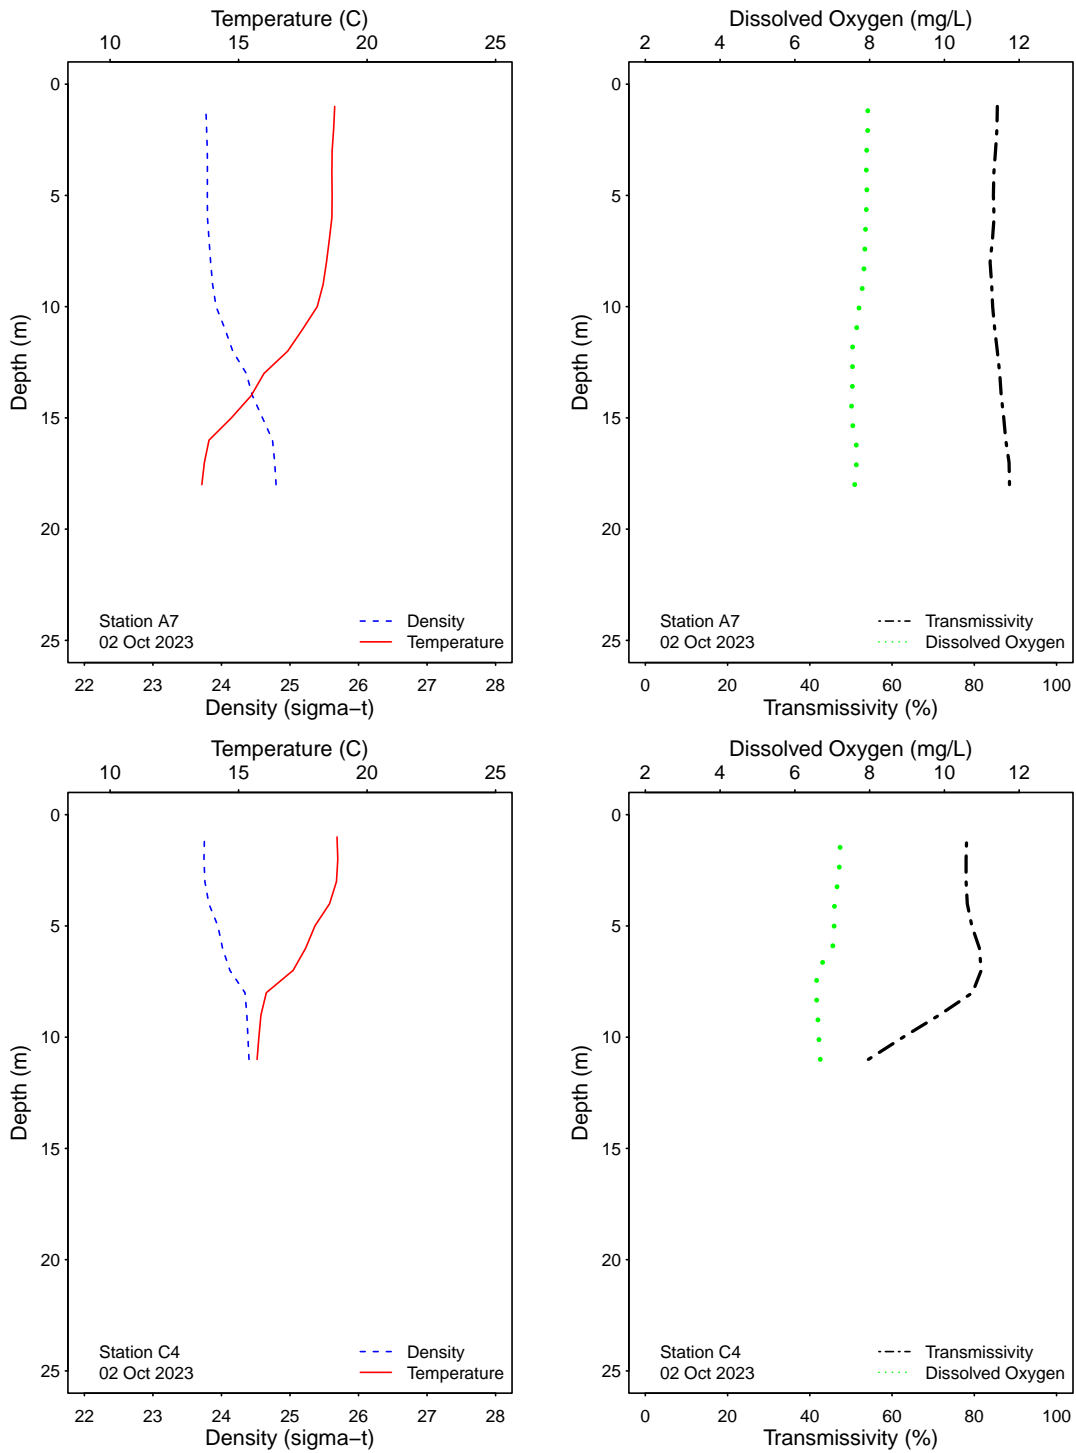 Temperature (C)
10 15 20 25
0
5
10
15
20
25
Depth (m)
Station A7
02 Oct 2023
Density
Temperature
22 23 24 25 26 27 28
Density (sigma−t)
Dissolved Oxygen (mg/L)
2 4 6 8 10 12
0
5
10
15
20
25
Depth (m)
Station A7
02 Oct 2023
Transmissivity
Dissolved Oxygen
0 20 40 60 80 100
Transmissivity (%)
Temperature (C)
10 15 20 25
0
5
10
15
20
25
Depth (m)
Station C4
02 Oct 2023
Density
Temperature
22 23 24 25 26 27 28
Density (sigma−t)
Dissolved Oxygen (mg/L)
2 4 6 8 10 12
0
5
10
15
20
25
Depth (m)
Station C4
02 Oct 2023
Transmissivity
Dissolved Oxygen
0 20 40 60 80 100
Transmissivity (%)